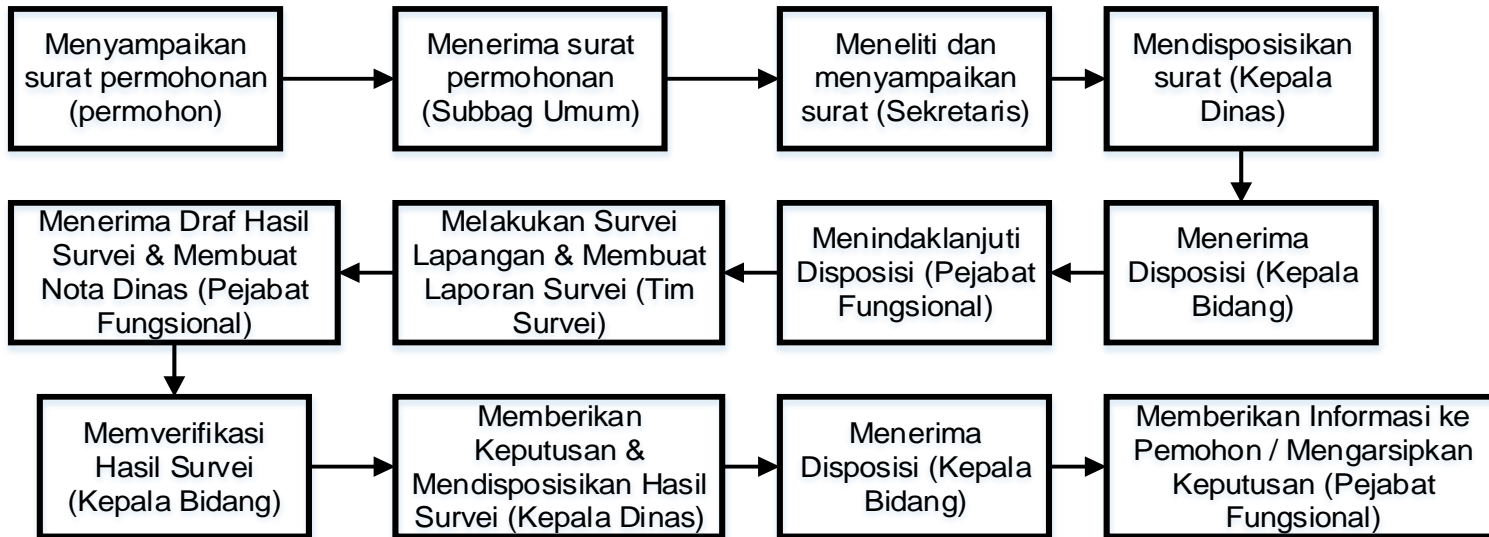 Menyampaikan
surat permohonan
(permohon)
Menerima surat
permohonan
(Subbag Umum)
Meneliti dan
menyampaikan
surat (Sekretaris)
Mendisposisikan
surat (Kepala
Dinas)
Menerima
Disposisi (Kepala
Bidang)
Menindaklanjuti
Disposisi (Pejabat
Fungsional)
Melakukan Survei
Lapangan & Membuat
Laporan Survei (Tim
Survei)
Menerima Draf Hasil
Survei & Membuat
Nota Dinas (Pejabat
Fungsional)
Memverifikasi
Hasil Survei
(Kepala Bidang)
Memberikan
Keputusan &
Mendisposisikan Hasil
Survei (Kepala Dinas)
Menerima
Disposisi (Kepala
Bidang)
Memberikan Informasi ke
Pemohon / Mengarsipkan
Keputusan (Pejabat
Fungsional)